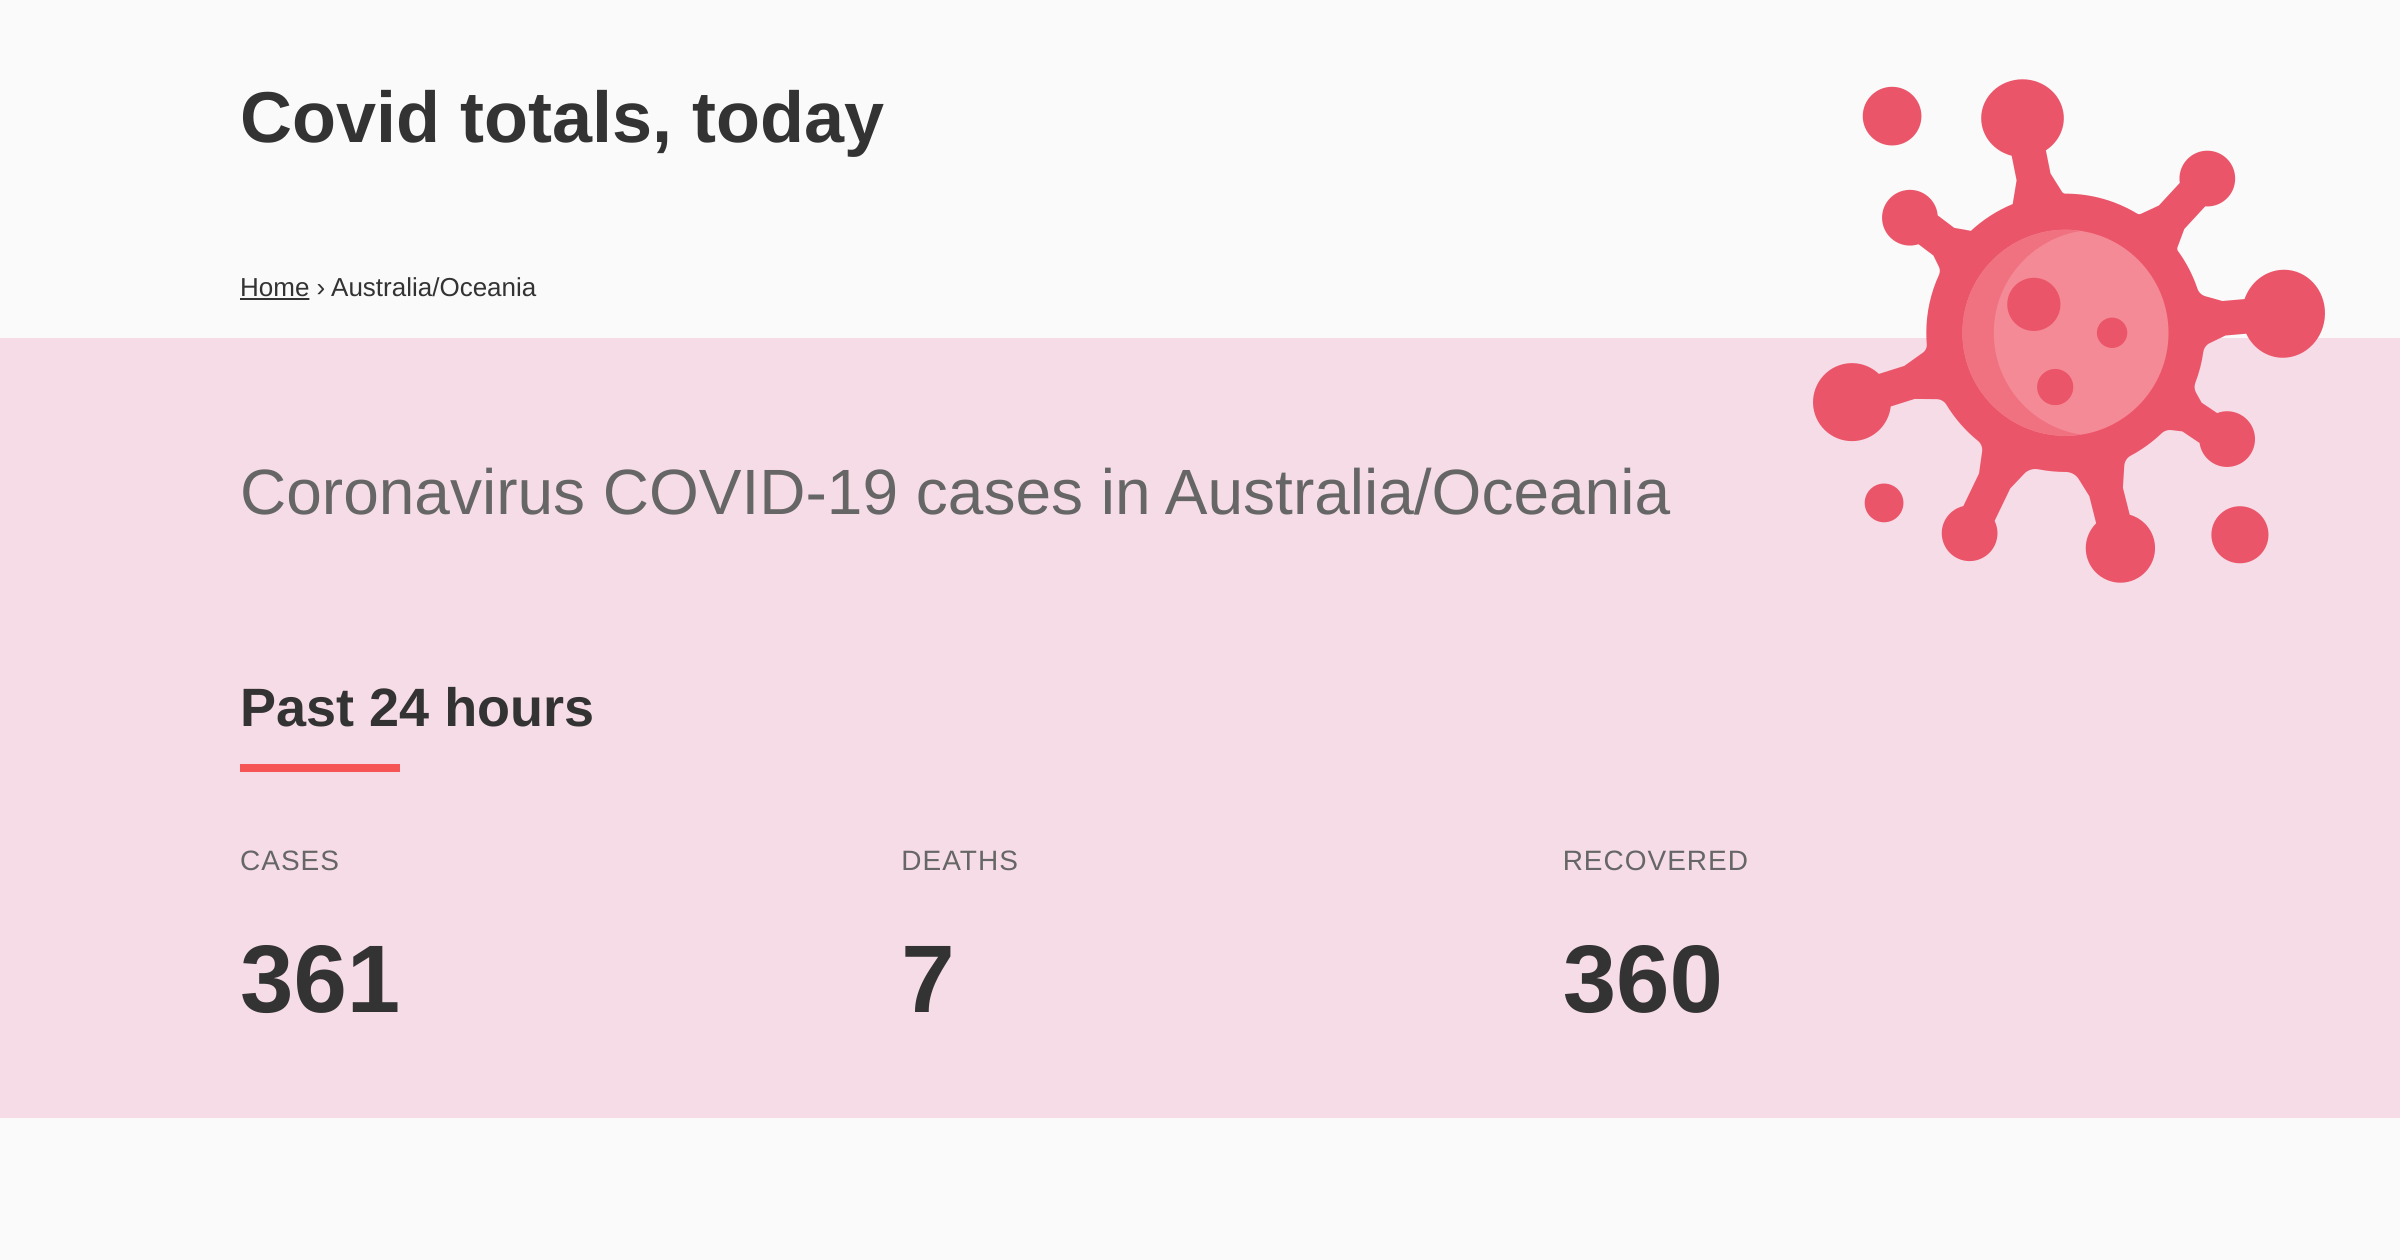 Covid totals, today
Home › Australia/Oceania
Coronavirus COVID-19 cases in Australia/Oceania
Past 24 hours
CASES DEATHS RECOVERED
361 7 360